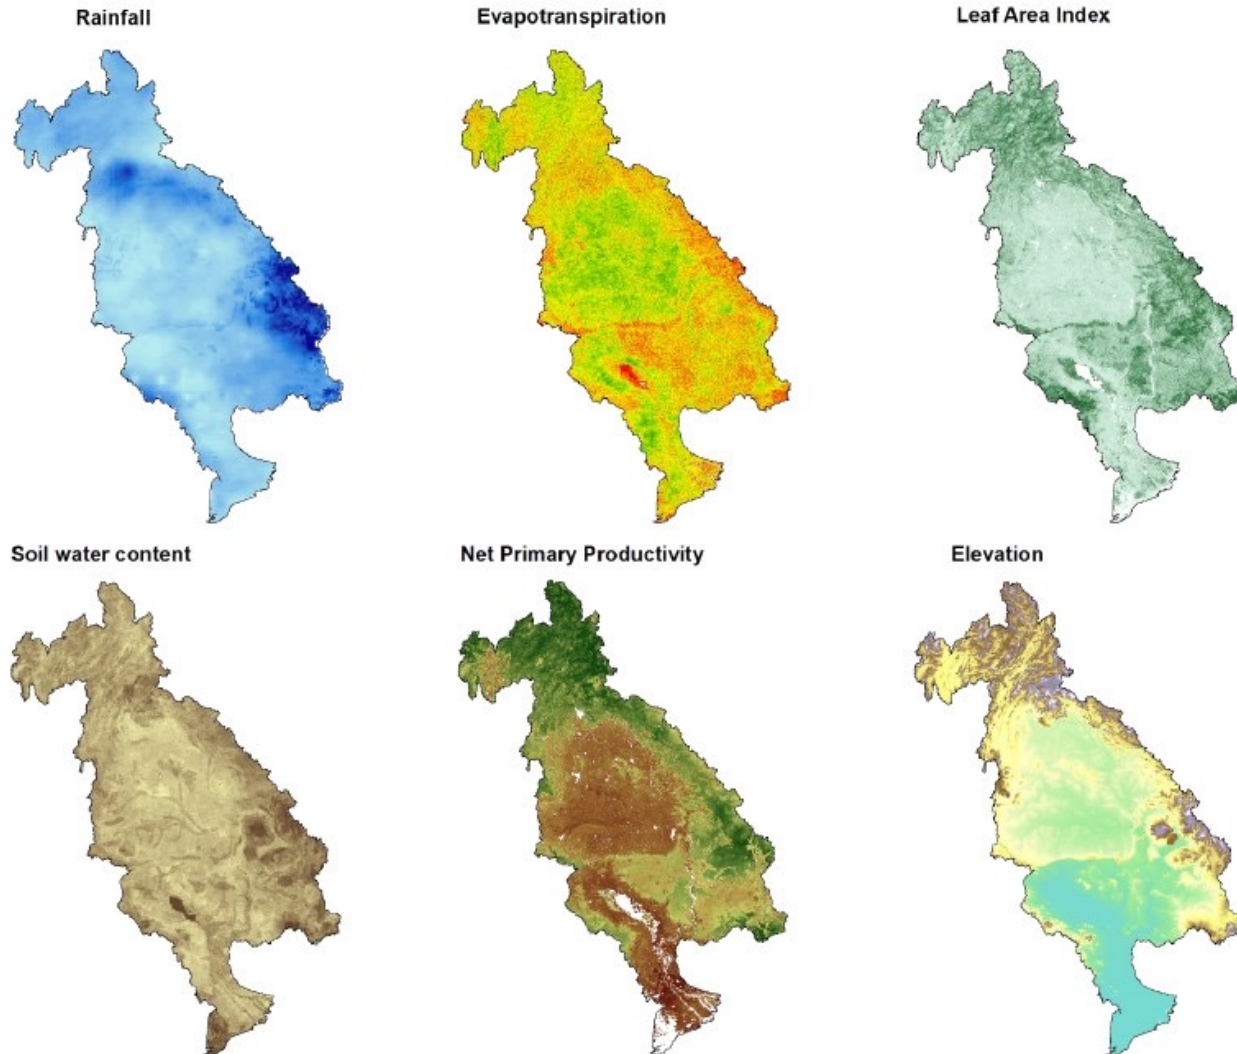 Rainfall
Evapotranspiration
Leaf Area Index
Soil water content
Net Primary Productivity
Elevation